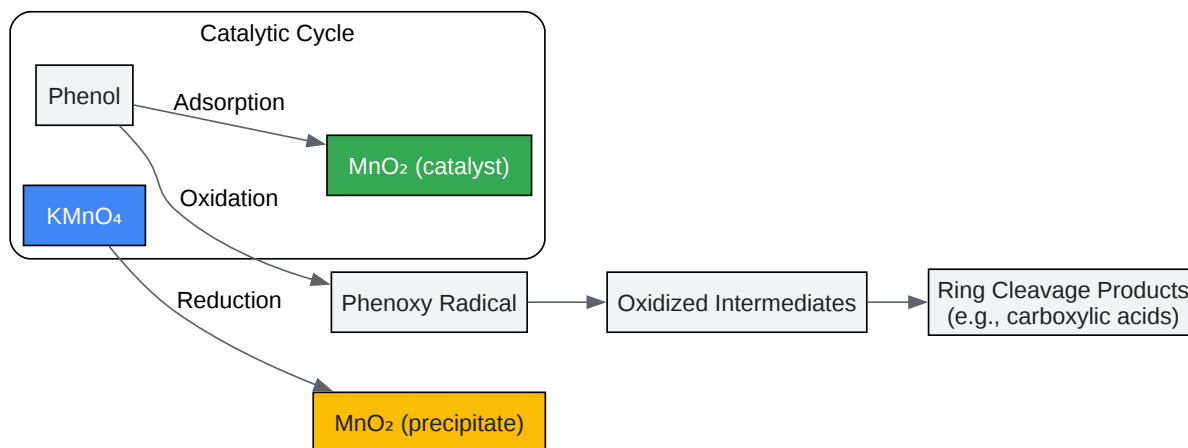 Catalytic Cycle
Phenol
Adsorption
MnO₂ (catalyst)
KMnO₄
Oxidation
Reduction
Phenoxy Radical
Oxidized Intermediates
Ring Cleavage Products
(e.g., carboxylic acids)
MnO₂ (precipitate)